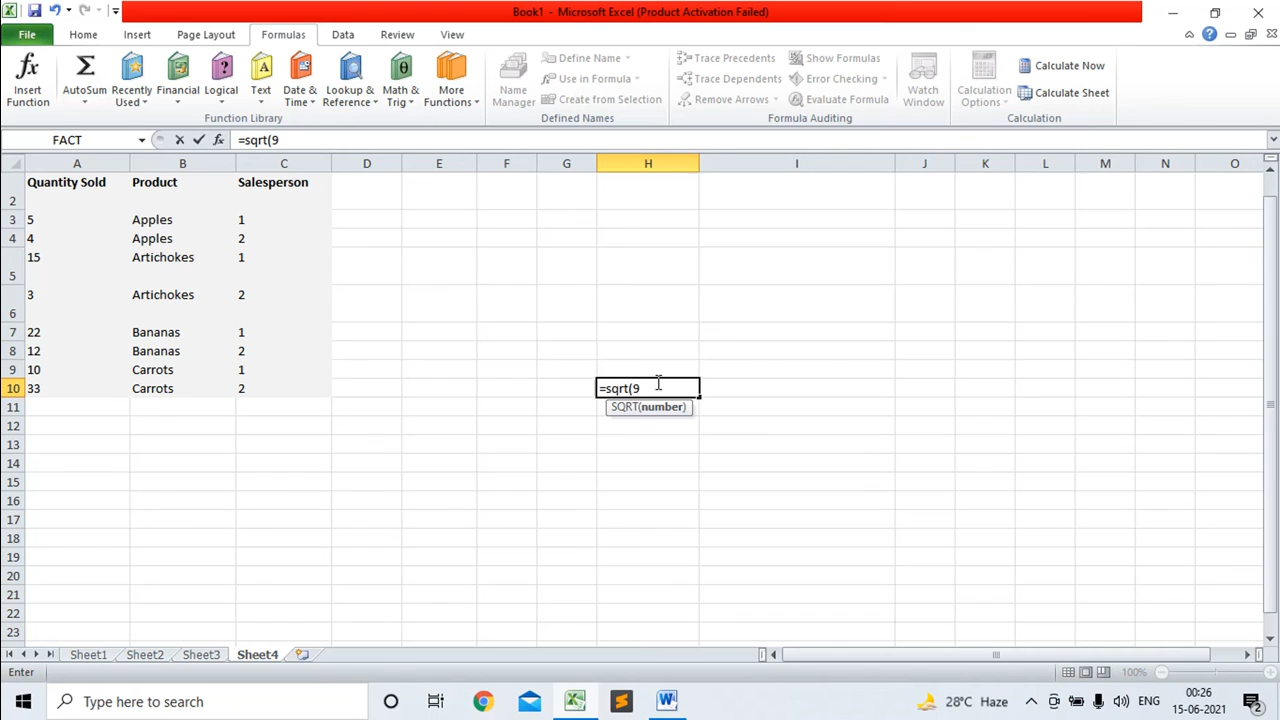 Book1 - Microsoft Excel (Product Activation Failed)
File Home Insert Page Layout Formulas Data Review View
Insert Function
AutoSum
Recently Used
Financial
Logical
Text
Date & Time
Lookup & Reference
Math & Trig
More Functions
Function Library
Name Manager
Define Name
Use in Formula
Create from Selection
Defined Names
Trace Precedents
Trace Dependents
Remove Arrows
Show Formulas
Error Checking
Evaluate Formula
Formula Auditing
Watch Window
Calculation Options
Calculate Now
Calculate Sheet
Calculation
FACT fx =sqrt(9
A B C D E F G H I J K L M N O
Quantity Sold Product Salesperson
2
3 5 Apples 1
4 4 Apples 2
15 Artichokes 1
5
3 Artichokes 2
6
7 22 Bananas 1
8 12 Bananas 2
9 10 Carrots 1
10 33 Carrots 2 =sqrt(9
11 SQRT(number)
12
13
14
15
16
17
18
19
20
21
22
23
Sheet1 Sheet2 Sheet3 Sheet4
Enter 100%
Type here to search 28°C Haze ENG 00:26
15-06-2021 2